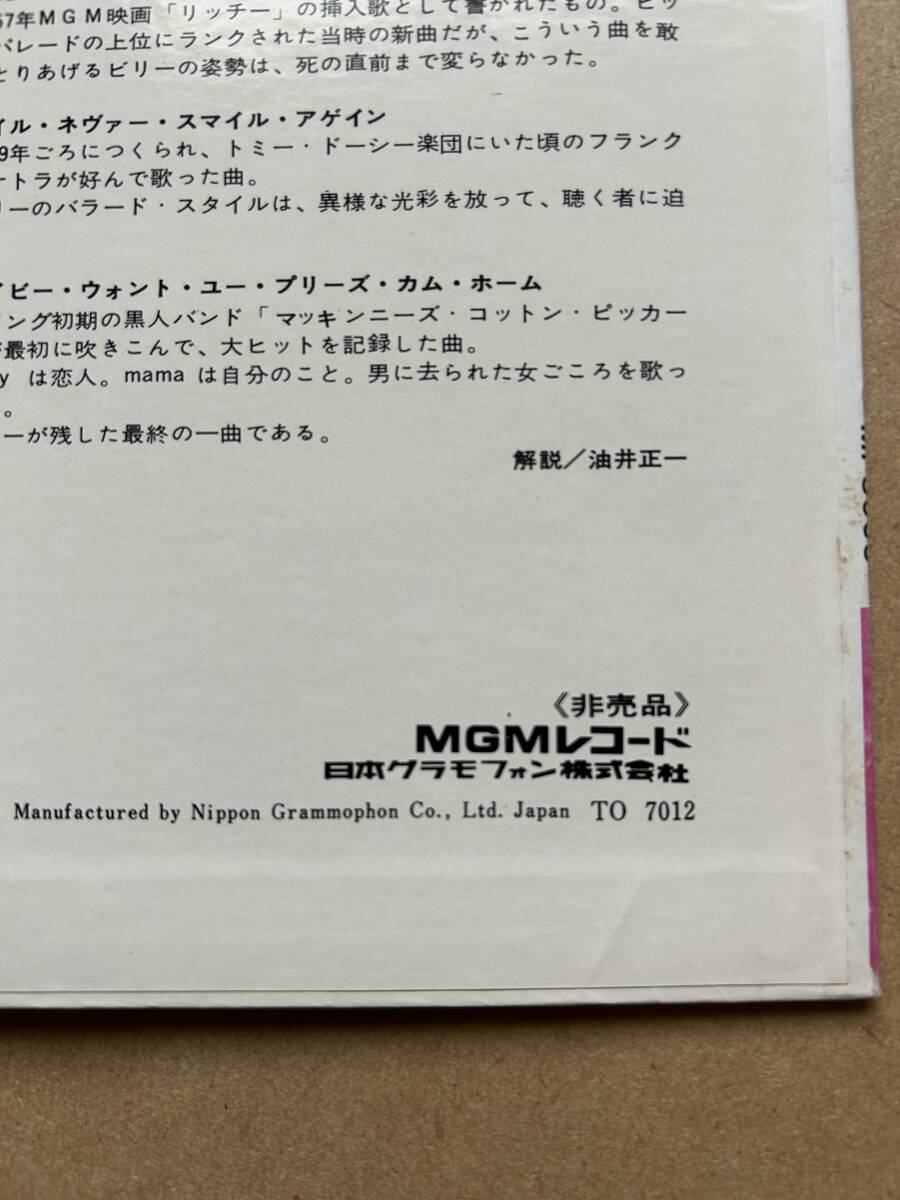 57年MGM映画「リッチー」の挿入歌として書かれたもの。ヒッ
パレードの上位にランクされた当時の新曲だが、こういう曲を敢
とりあげるビリーの姿勢は、死の直前まで変らなかった。
イル・ネヴァー・スマイル・アゲイン
9年ごろにつくられ、トミー・ドーシー楽団にいた頃のフランク
ナトラが好んで歌った曲。
リーのバラード・スタイルは、異様な光彩を放って、聴く者に迫
イビー・ウォント・ユー・プリーズ・カム・ホーム
ィング初期の黒人バンド「マッキンニーズ・コットン・ピッカー
が最初に吹きこんで、大ヒットを記録した曲。
y は恋人。mama は自分のこと。男に去られた女ごころを歌っ
。
ーが残した最終の一曲である。
解説／油井正一
《非売品》
MGMレコード
日本グラモフォン株式会社
Manufactured by Nippon Grammophon Co., Ltd. Japan TO 7012